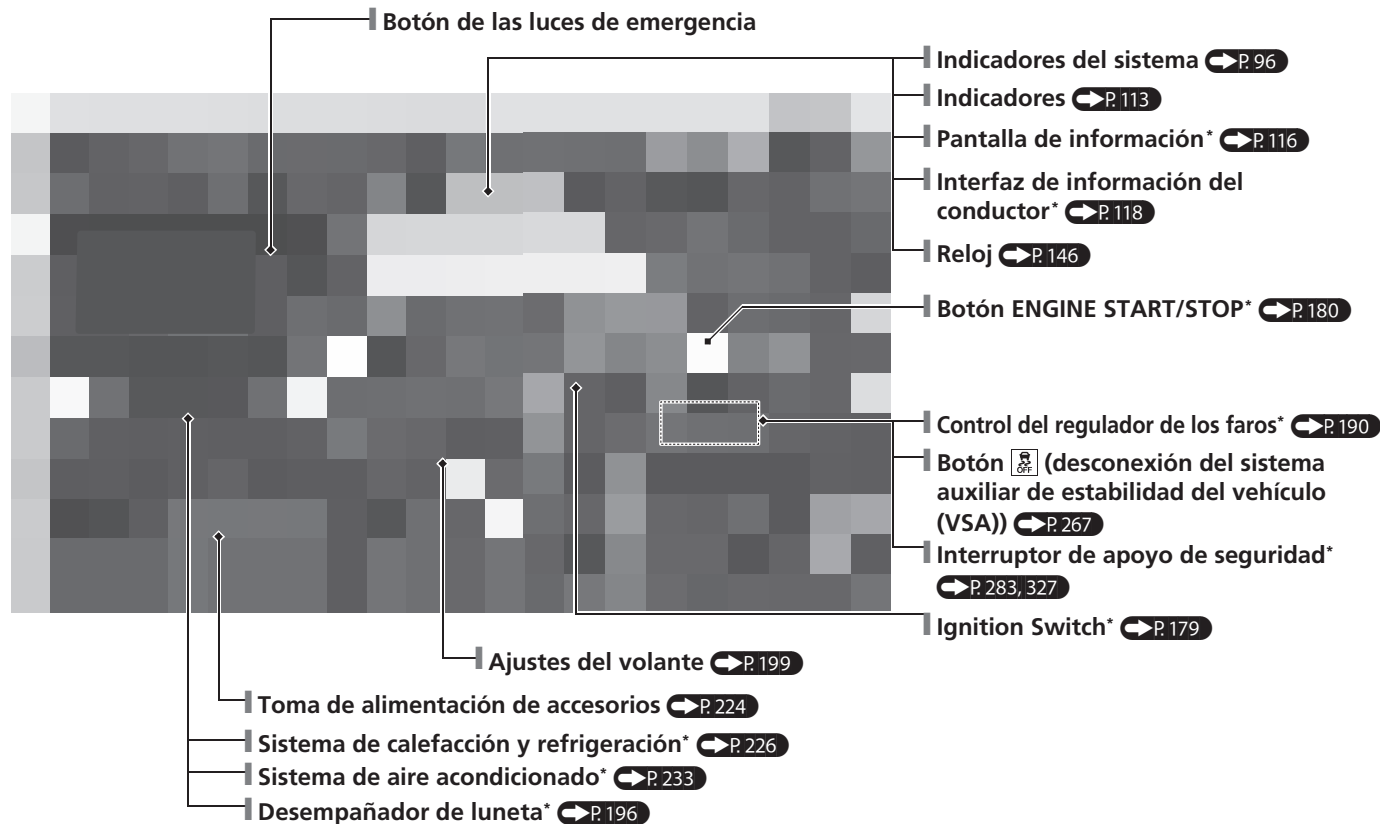 Botón de las luces de emergencia
Indicadores del sistema P. 96
Indicadores P. 113
Pantalla de información* P. 116
Interfaz de información del
conductor* P. 118
Reloj P. 146
Botón ENGINE START/STOP* P. 180
Control del regulador de los faros* P. 190
Botón OFF (desconexión del sistema
auxiliar de estabilidad del vehículo
(VSA)) P. 267
Interruptor de apoyo de seguridad*
P. 283, 327
Ignition Switch* P. 179
Ajustes del volante P. 199
Toma de alimentación de accesorios P. 224
Sistema de calefacción y refrigeración* P. 226
Sistema de aire acondicionado* P. 233
Desempañador de luneta* P. 196